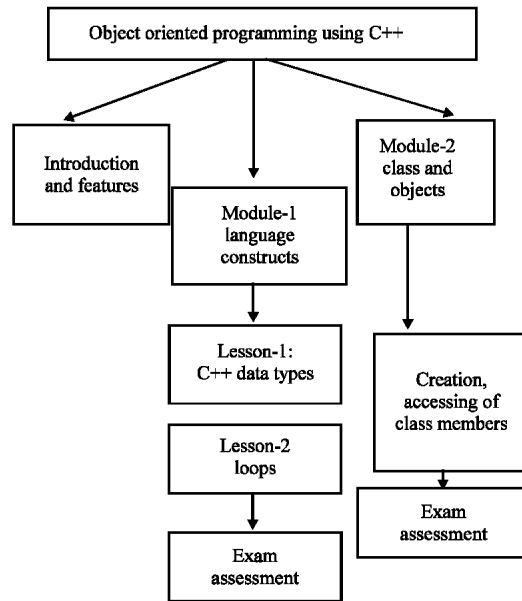 Object oriented programming using C++
Introduction
and features
Module-1
language
constructs
Module-2
class and
objects
Lesson-1:
C++ data types
Creation,
accessing of
class members
Lesson-2
loops
Exam
assessment
Exam
assessment